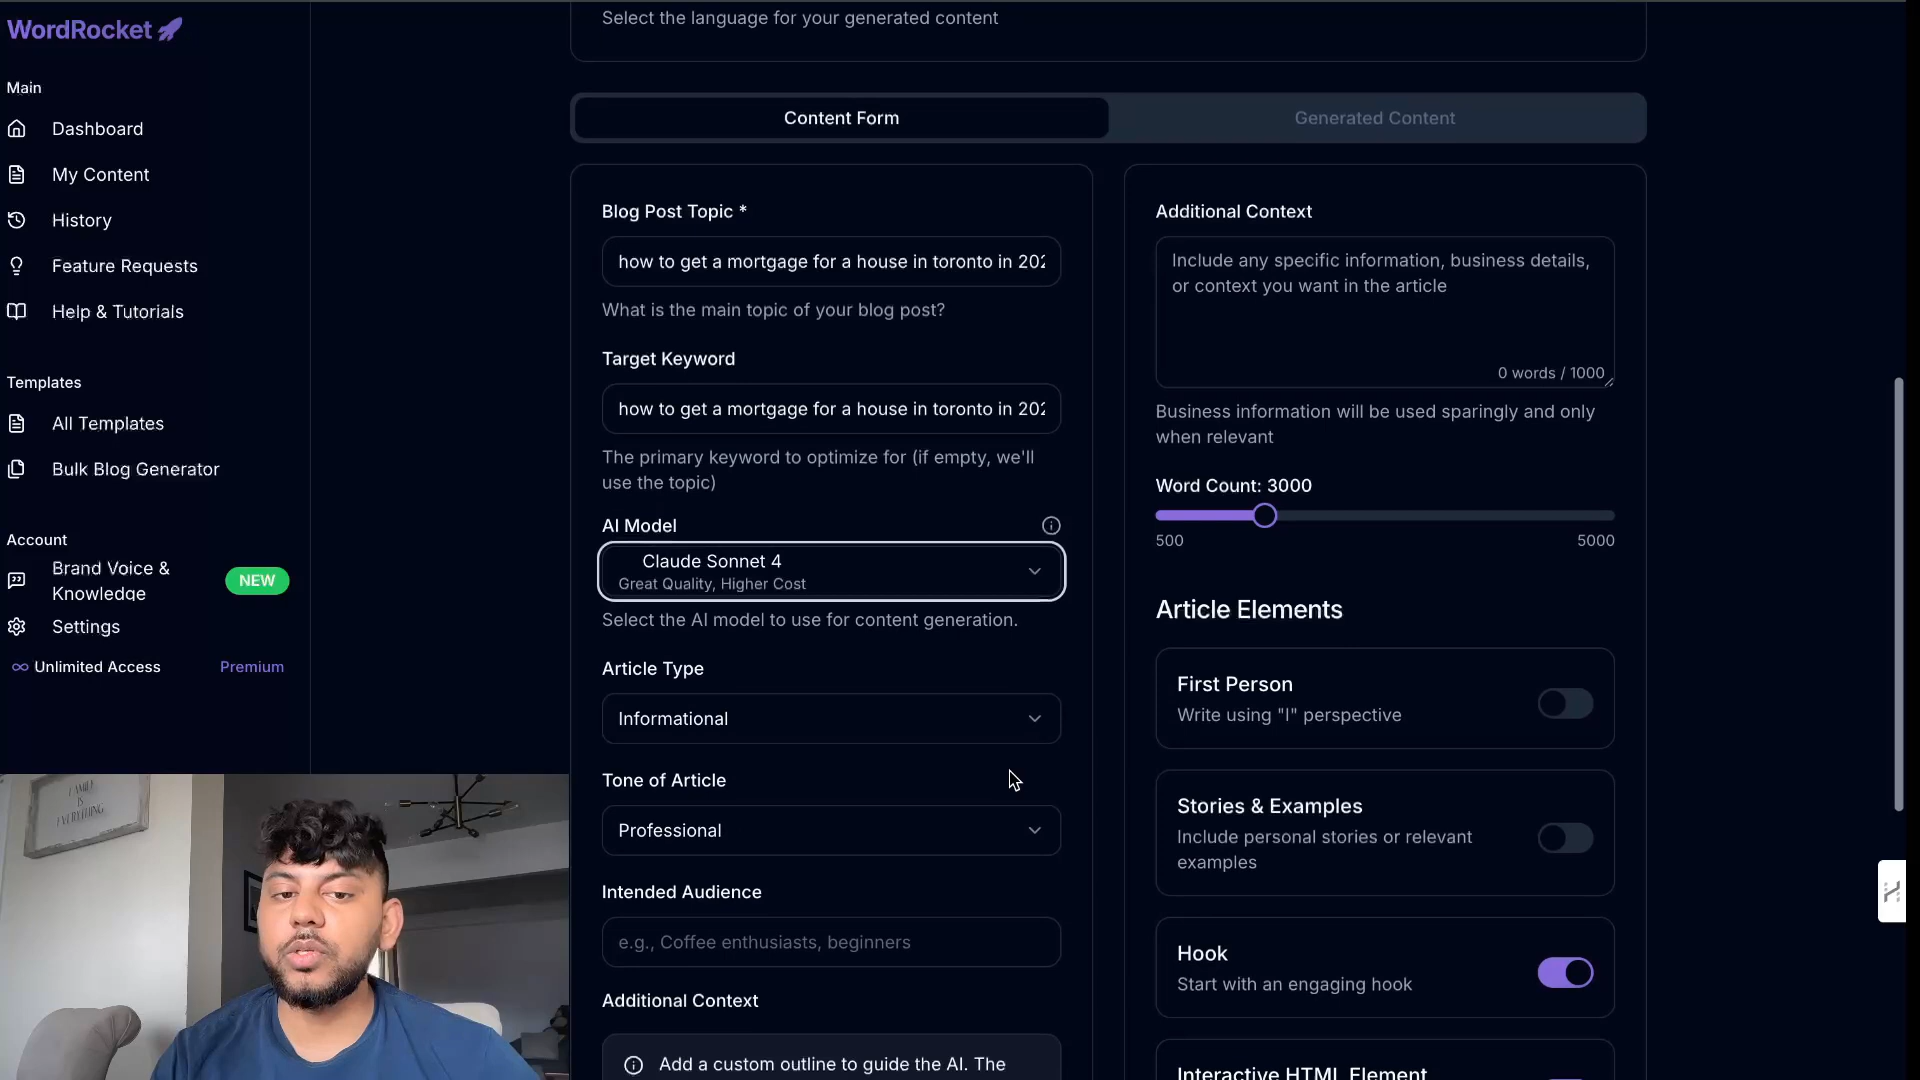 WordRocket
Main
Dashboard
My Content
History
Feature Requests
Help & Tutorials
Templates
All Templates
Bulk Blog Generator
Account
Brand Voice &
Knowledge
NEW
Settings
Unlimited Access
Premium
FAMILY
IS
EVERYTHING
Select the language for your generated content
Content Form
Generated Content
Blog Post Topic *
how to get a mortgage for a house in toronto in 202
What is the main topic of your blog post?
Target Keyword
how to get a mortgage for a house in toronto in 202
The primary keyword to optimize for (if empty, we'll
use the topic)
AI Model
Claude Sonnet 4
Great Quality, Higher Cost
Select the AI model to use for content generation.
Article Type
Informational
Tone of Article
Professional
Intended Audience
e.g., Coffee enthusiasts, beginners
Additional Context
Add a custom outline to guide the AI. The
Additional Context
Include any specific information, business details,
or context you want in the article
0 words / 1000
Business information will be used sparingly and only
when relevant
Word Count: 3000
500
5000
Article Elements
First Person
Write using "I" perspective
Stories & Examples
Include personal stories or relevant
examples
Hook
Start with an engaging hook
Interactive HTML Element